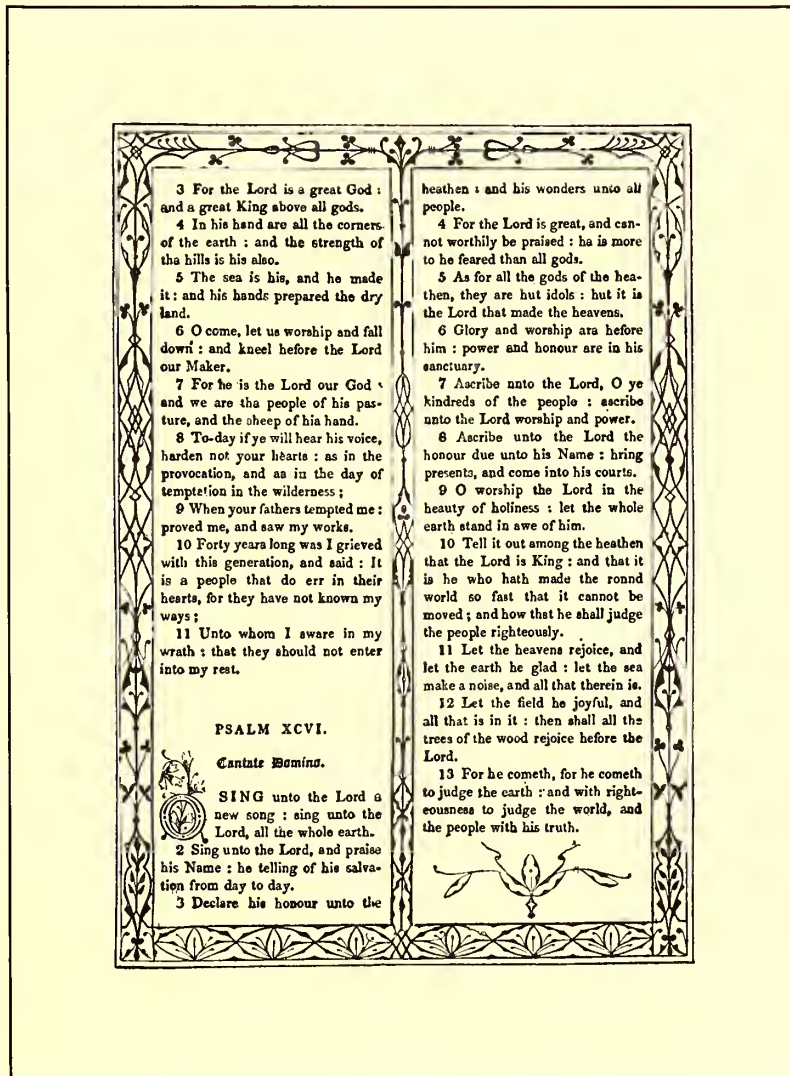 3 For the Lord is a great God :
and a great King above all gods.
4 In his hand are all the corners
of the earth : and the strength of
the hills is his also.
5 The sea is his, and he made
it : and his hands prepared the dry
land.
6 O come, let us worship and fall
down : and kneel before the Lord
our Maker.
7 For he is the Lord our God :
and we are the people of his pas-
ture, and the sheep of his hand.
8 To-day if ye will hear his voice,
harden not your hearts : as in the
provocation, and as in the day of
temptation in the wilderness ;
9 When your fathers tempted me :
proved me, and saw my works.
10 Forty years long was I grieved
with this generation, and said : It
is a people that do err in their
hearts, for they have not known my
ways ;
11 Unto whom I sware in my
wrath : that they should not enter
into my rest.
PSALM XCVI.
Cantate Domino.
O SING unto the Lord a
new song : sing unto the
Lord, all the whole earth.
2 Sing unto the Lord, and praise
his Name : be telling of his salva-
tion from day to day.
3 Declare his honour unto the
heathen : and his wonders unto all
people.
4 For the Lord is great, and can-
not worthily be praised : he is more
to be feared than all gods.
5 As for all the gods of the hea-
then, they are but idols : but it is
the Lord that made the heavens.
6 Glory and worship are before
him : power and honour are in his
sanctuary.
7 Ascribe unto the Lord, O ye
kindreds of the people : ascribe
unto the Lord worship and power.
8 Ascribe unto the Lord the
honour due unto his Name : bring
presents, and come into his courts.
9 O worship the Lord in the
beauty of holiness : let the whole
earth stand in awe of him.
10 Tell it out among the heathen
that the Lord is King : and that it
is he who hath made the round
world so fast that it cannot be
moved ; and how that he shall judge
the people righteously.
11 Let the heavens rejoice, and
let the earth be glad : let the sea
make a noise, and all that therein is.
12 Let the field be joyful, and
all that is in it : then shall all the
trees of the wood rejoice before the
Lord.
13 For he cometh, for he cometh
to judge the earth : and with right-
eousness to judge the world, and
the people with his truth.